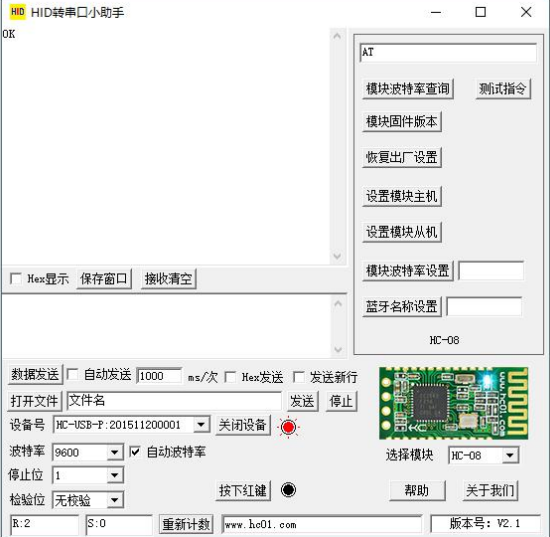 HID HID转串口小助手
OK
AT
模块波特率查询 测试指令
模块固件版本
恢复出厂设置
设置模块主机
设置模块从机
模块波特率设置
蓝牙名称设置
HC-08
Hex显示 保存窗口 接收清空
数据发送 自动发送 1000 ms/次 Hex发送 发送新行
打开文件 文件名 发送 停止
设备号 HC-USB-P:201511200001 关闭设备
波特率 9600 自动波特率
停止位 1
检验位 无校验
按下红键
选择模块 HC-08
帮助 关于我们
R:2 S:0 重新计数 www.hc01.com 版本号: V2.1